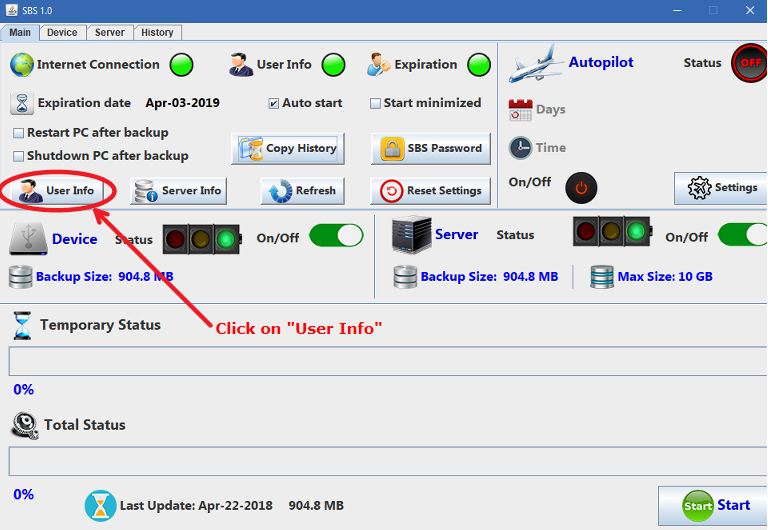 SBS 1.0
Main Device Server History
Internet Connection User Info Expiration Autopilot Status OFF
Expiration date Apr-03-2019 Auto start Start minimized Days
Restart PC after backup
Copy History SBS Password Time
Shutdown PC after backup
User Info Server Info Refresh Reset Settings On/Off Settings
Device Status On/Off Server Status On/Off
Backup Size: 904.8 MB Backup Size: 904.8 MB Max Size: 10 GB
Temporary Status Click on "User Info"
0%
Total Status
0%
Last Update: Apr-22-2018 904.8 MB Start Start